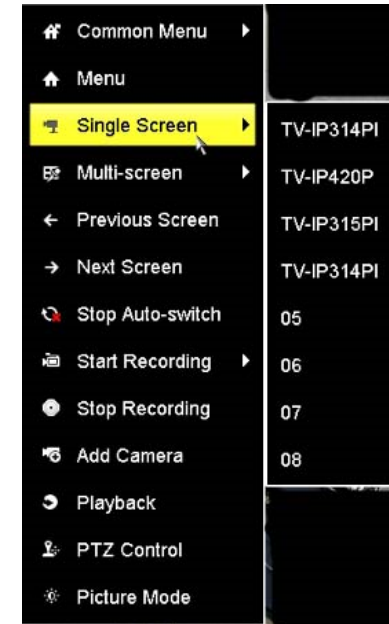 Common Menu
Menu
Single Screen
Multi-screen
Previous Screen
Next Screen
Stop Auto-switch
Start Recording
Stop Recording
Add Camera
Playback
PTZ Control
Picture Mode
TV-IP314PI
TV-IP420P
TV-IP315PI
TV-IP314PI
05
06
07
08